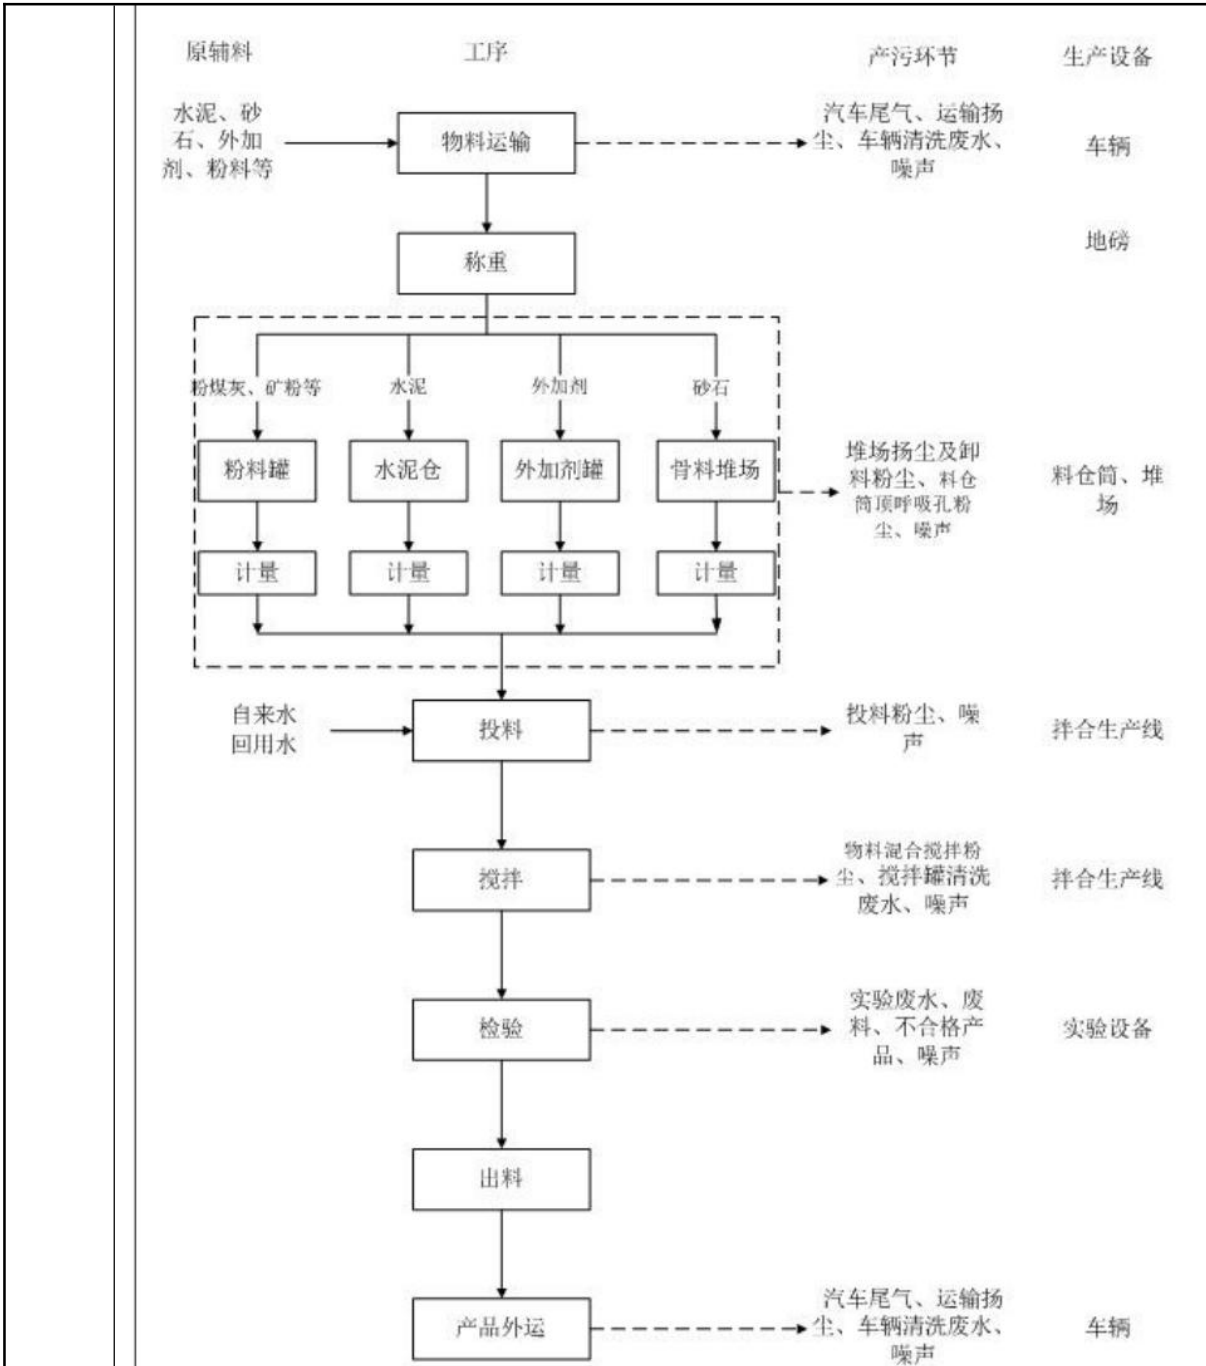 原辅料
工序
产污环节
生产设备
水泥、砂
石、外加
剂、粉料等
物料运输
汽车尾气、运输扬
尘、车辆清洗废水、
噪声
车辆
称重
地磅
粉煤灰、矿粉等
水泥
外加剂
砂石
粉料罐
水泥仓
外加剂罐
骨料堆场
堆场扬尘及卸
料粉尘、料仓
筒顶呼吸孔粉
尘、噪声
料仓筒、堆
场
计量
计量
计量
计量
自来水
回用水
投料
投料粉尘、噪
声
拌合生产线
搅拌
物料混合搅拌粉
尘、搅拌罐清洗
废水、噪声
拌合生产线
检验
实验废水、废
料、不合格产
品、噪声
实验设备
出料
产品外运
汽车尾气、运输扬
尘、车辆清洗废水、
噪声
车辆